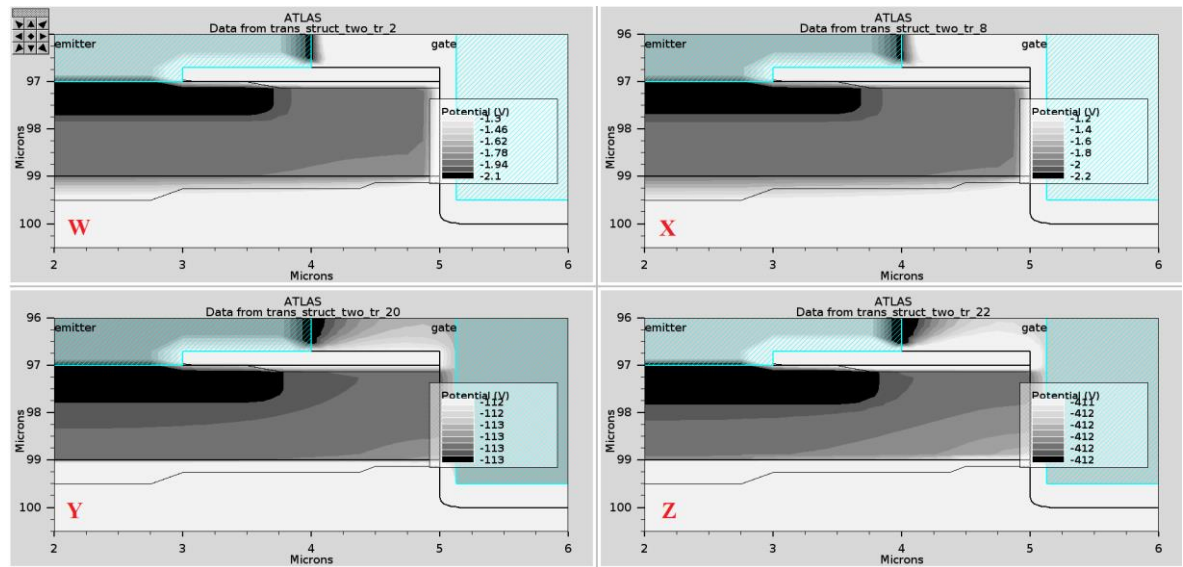 ATLAS
Data from trans_struct_two_tr_2
emitter
gate
96
97
98
99
100
Microns
Potential (V)
-1.3
-1.46
-1.62
-1.78
-1.94
-2.1
W
2 3 4 5 6
Microns
ATLAS
Data from trans_struct_two_tr_8
emitter
gate
96
97
98
99
100
Microns
Potential (V)
-1.2
-1.4
-1.6
-1.8
-2
-2.2
X
2 3 4 5 6
Microns
ATLAS
Data from trans_struct_two_tr_20
emitter
gate
96
97
98
99
100
Microns
Potential (V)
-112
-112
-113
-113
-113
-113
Y
2 3 4 5 6
Microns
ATLAS
Data from trans_struct_two_tr_22
emitter
gate
96
97
98
99
100
Microns
Potential (V)
-411
-412
-412
-412
-412
-412
Z
2 3 4 5 6
Microns